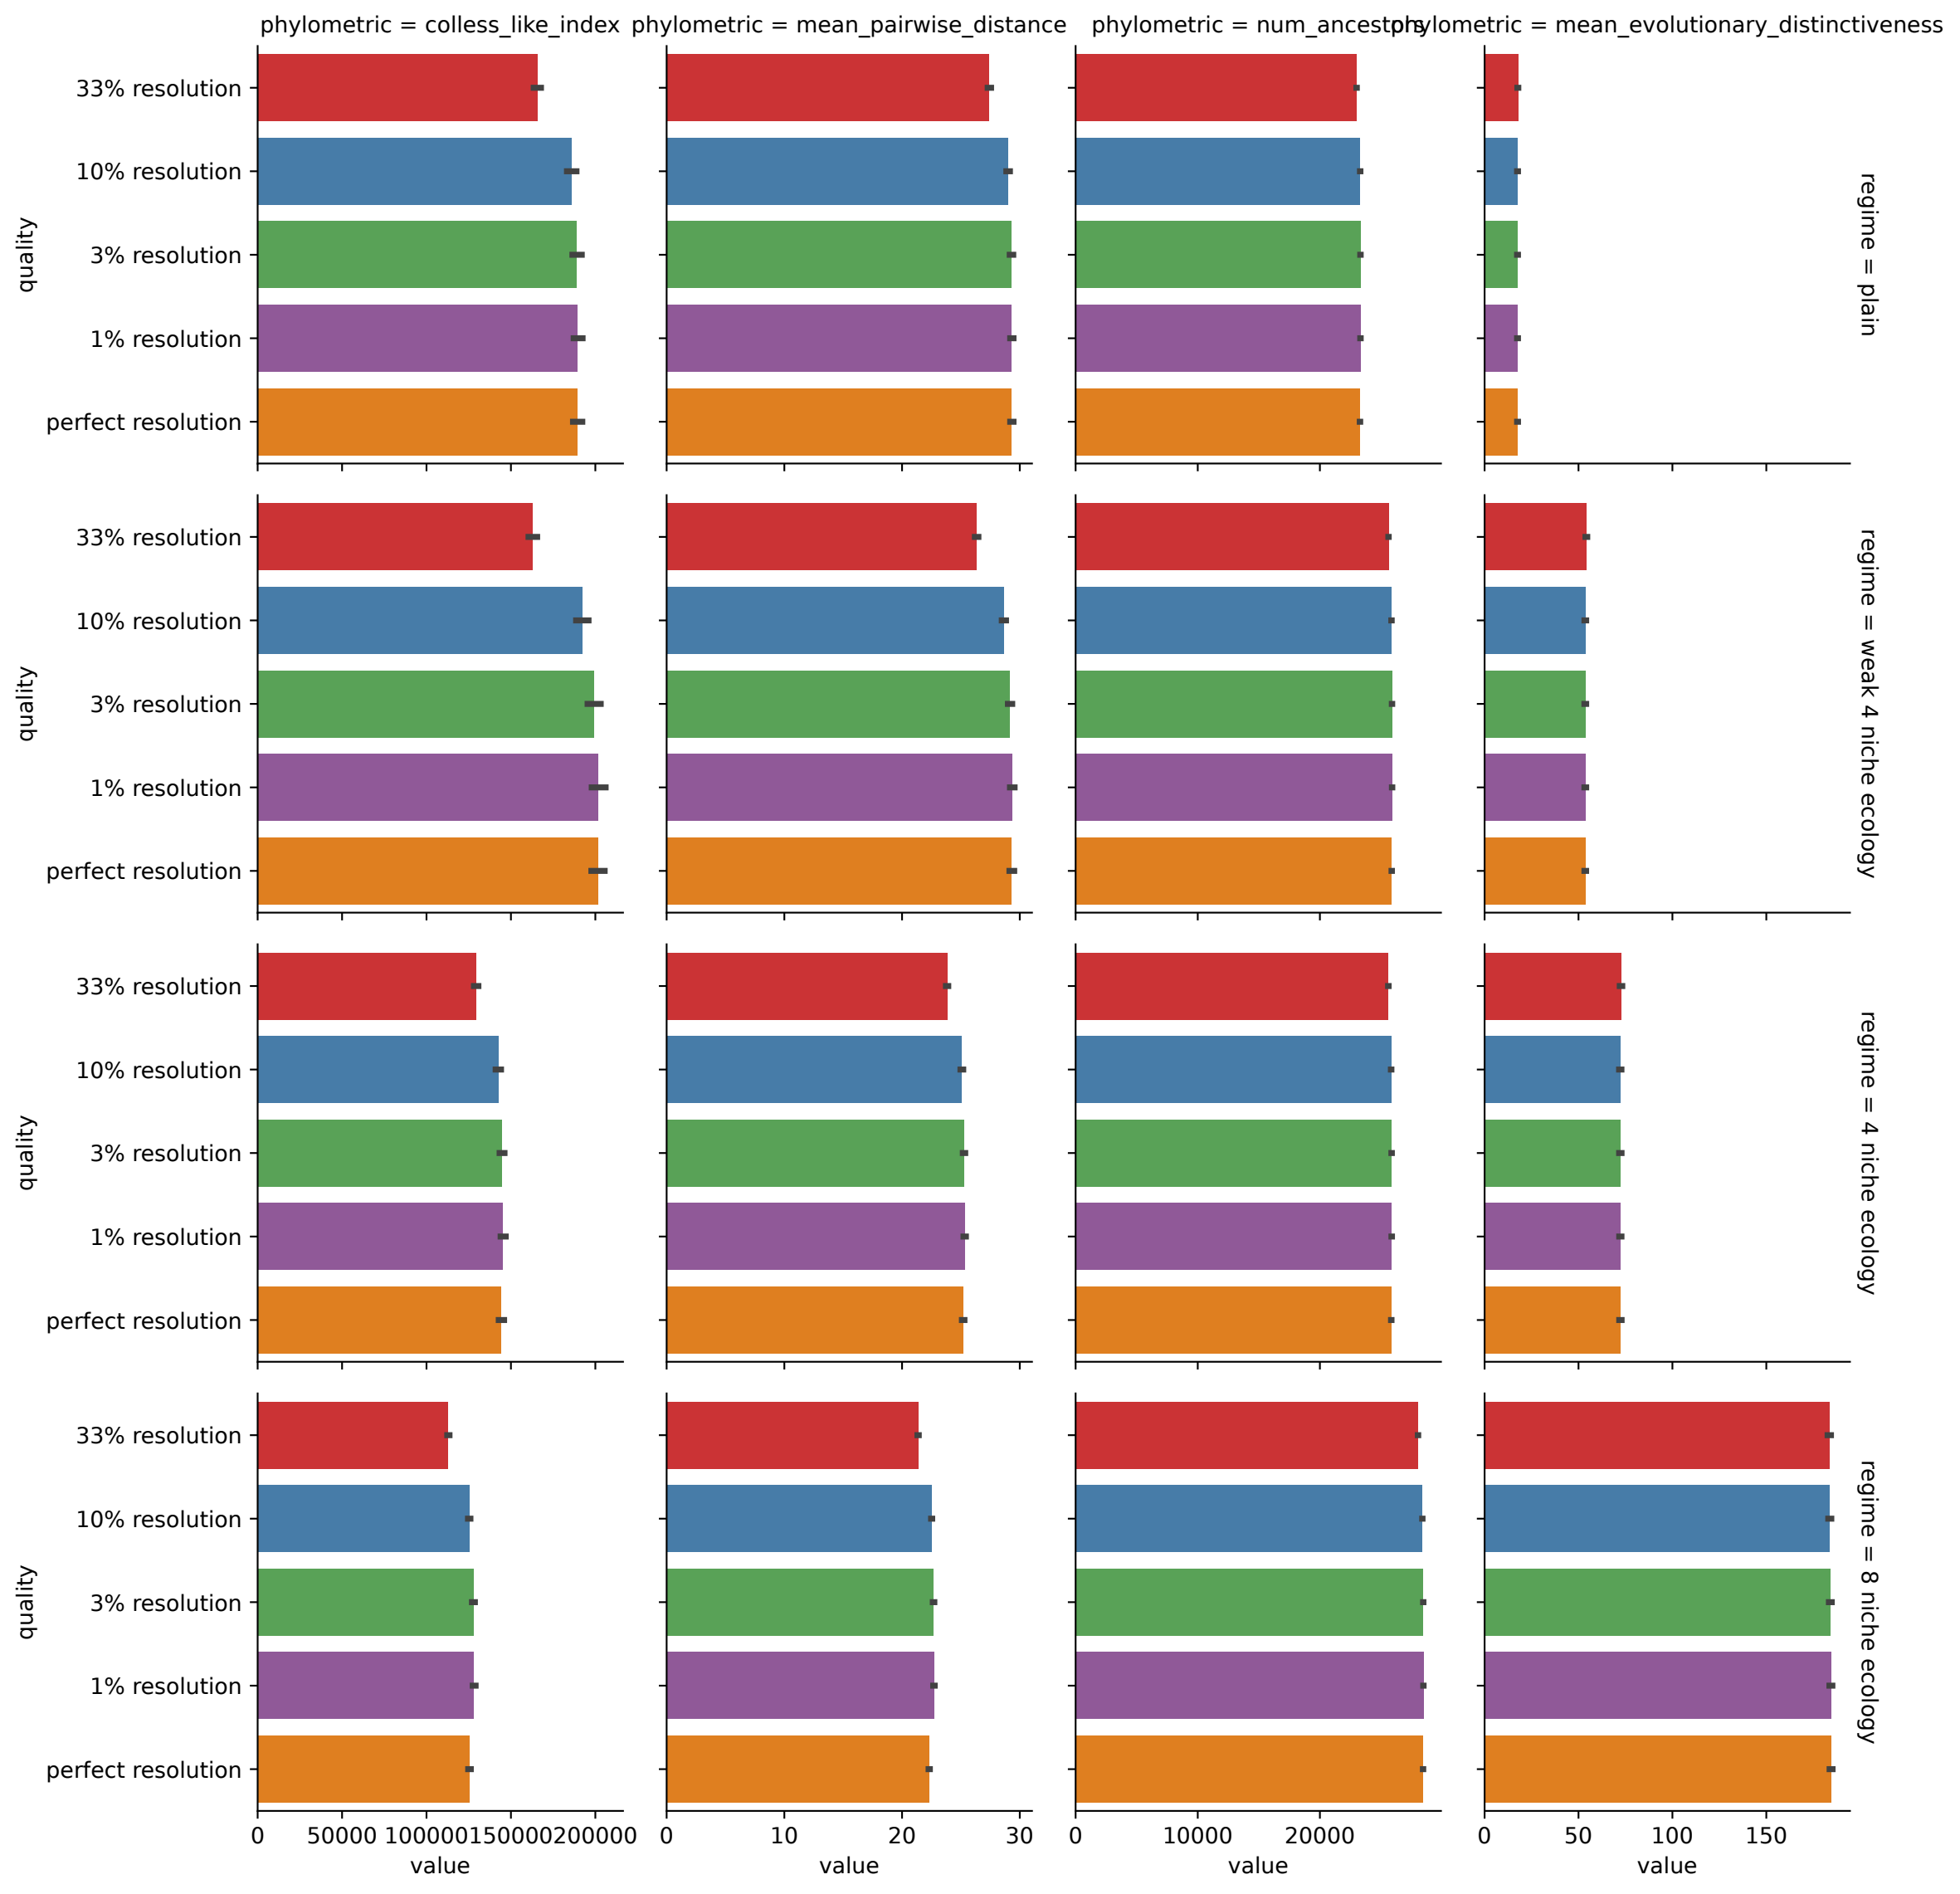 phylometric = colless_like_index
phylometric = mean_pairwise_distance
phylometric = num_ancestors
phylometric = mean_evolutionary_distinctiveness
quality
33% resolution
10% resolution
3% resolution
1% resolution
perfect resolution
regime = plain
quality
33% resolution
10% resolution
3% resolution
1% resolution
perfect resolution
regime = weak 4 niche ecology
quality
33% resolution
10% resolution
3% resolution
1% resolution
perfect resolution
regime = 4 niche ecology
quality
33% resolution
10% resolution
3% resolution
1% resolution
perfect resolution
regime = 8 niche ecology
0 50000 100000 150000 200000
value
0 10 20 30
value
0 10000 20000
value
0 50 100 150
value